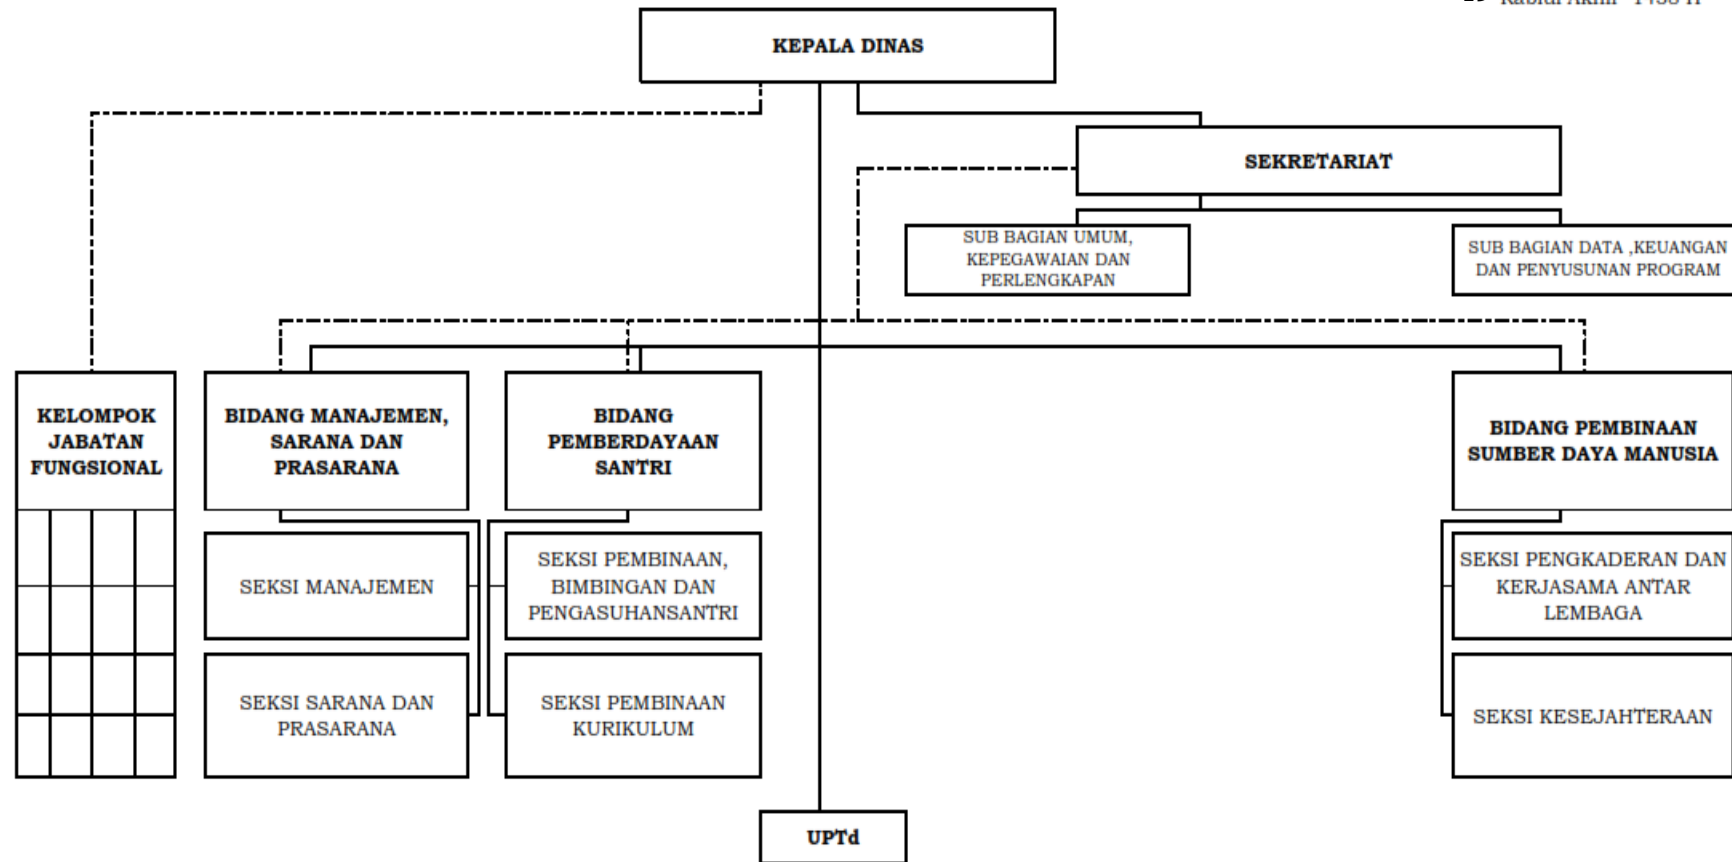 KEPALA DINAS
SEKRETARIAT
SUB BAGIAN UMUM,
KEPEGAWAIAN DAN
PERLENGKAPAN
SUB BAGIAN DATA ,KEUANGAN
DAN PENYUSUNAN PROGRAM
KELOMPOK
JABATAN
FUNGSIONAL
BIDANG MANAJEMEN,
SARANA DAN
PRASARANA
BIDANG
PEMBERDAYAAN
SANTRI
BIDANG PEMBINAAN
SUMBER DAYA MANUSIA
SEKSI MANAJEMEN
SEKSI PEMBINAAN,
BIMBINGAN DAN
PENGASUHANSANTRI
SEKSI PENGKADERAN DAN
KERJASAMA ANTAR
LEMBAGA
SEKSI SARANA DAN
PRASARANA
SEKSI PEMBINAAN
KURIKULUM
SEKSI KESEJAHTERAAN
UPTd